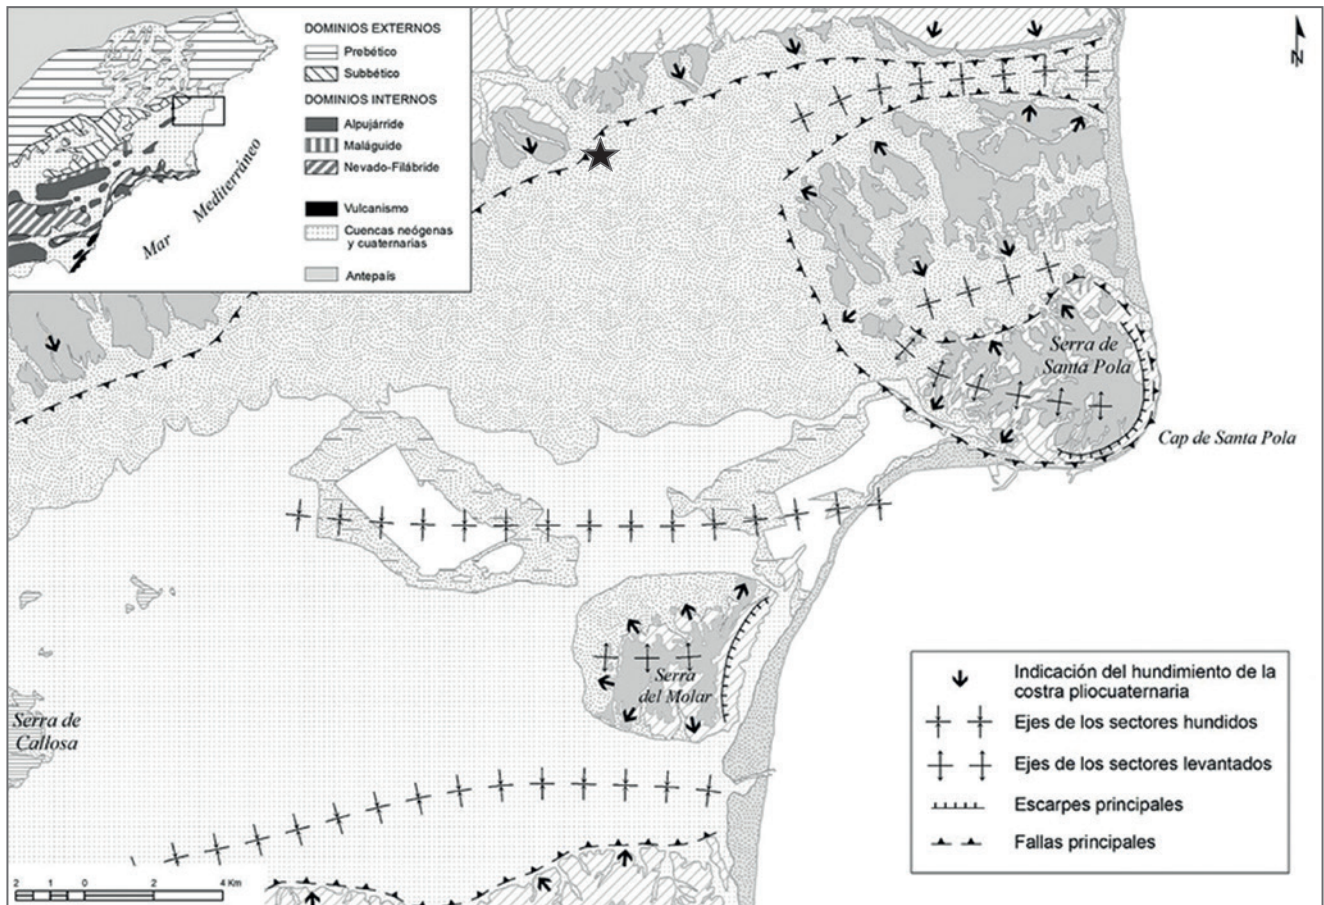 DOMINIOS EXTERNOS
Prebético
Subbético
DOMINIOS INTERNOS
Alpujárride
Maláguide
Nevado-Filábride
Vulcanismo
Cuencas neógenas
y cuaternarias
Antepaís
Mar Mediterráneo
N
Serra de
Santa Pola
Cap de Santa Pola
Serra
del Molar
Serra de
Callosa
Indicación del hundimiento de la
costra pliocuaternaria
Ejes de los sectores hundidos
Ejes de los sectores levantados
Escarpes principales
Fallas principales
2 1 0 2 4 Km